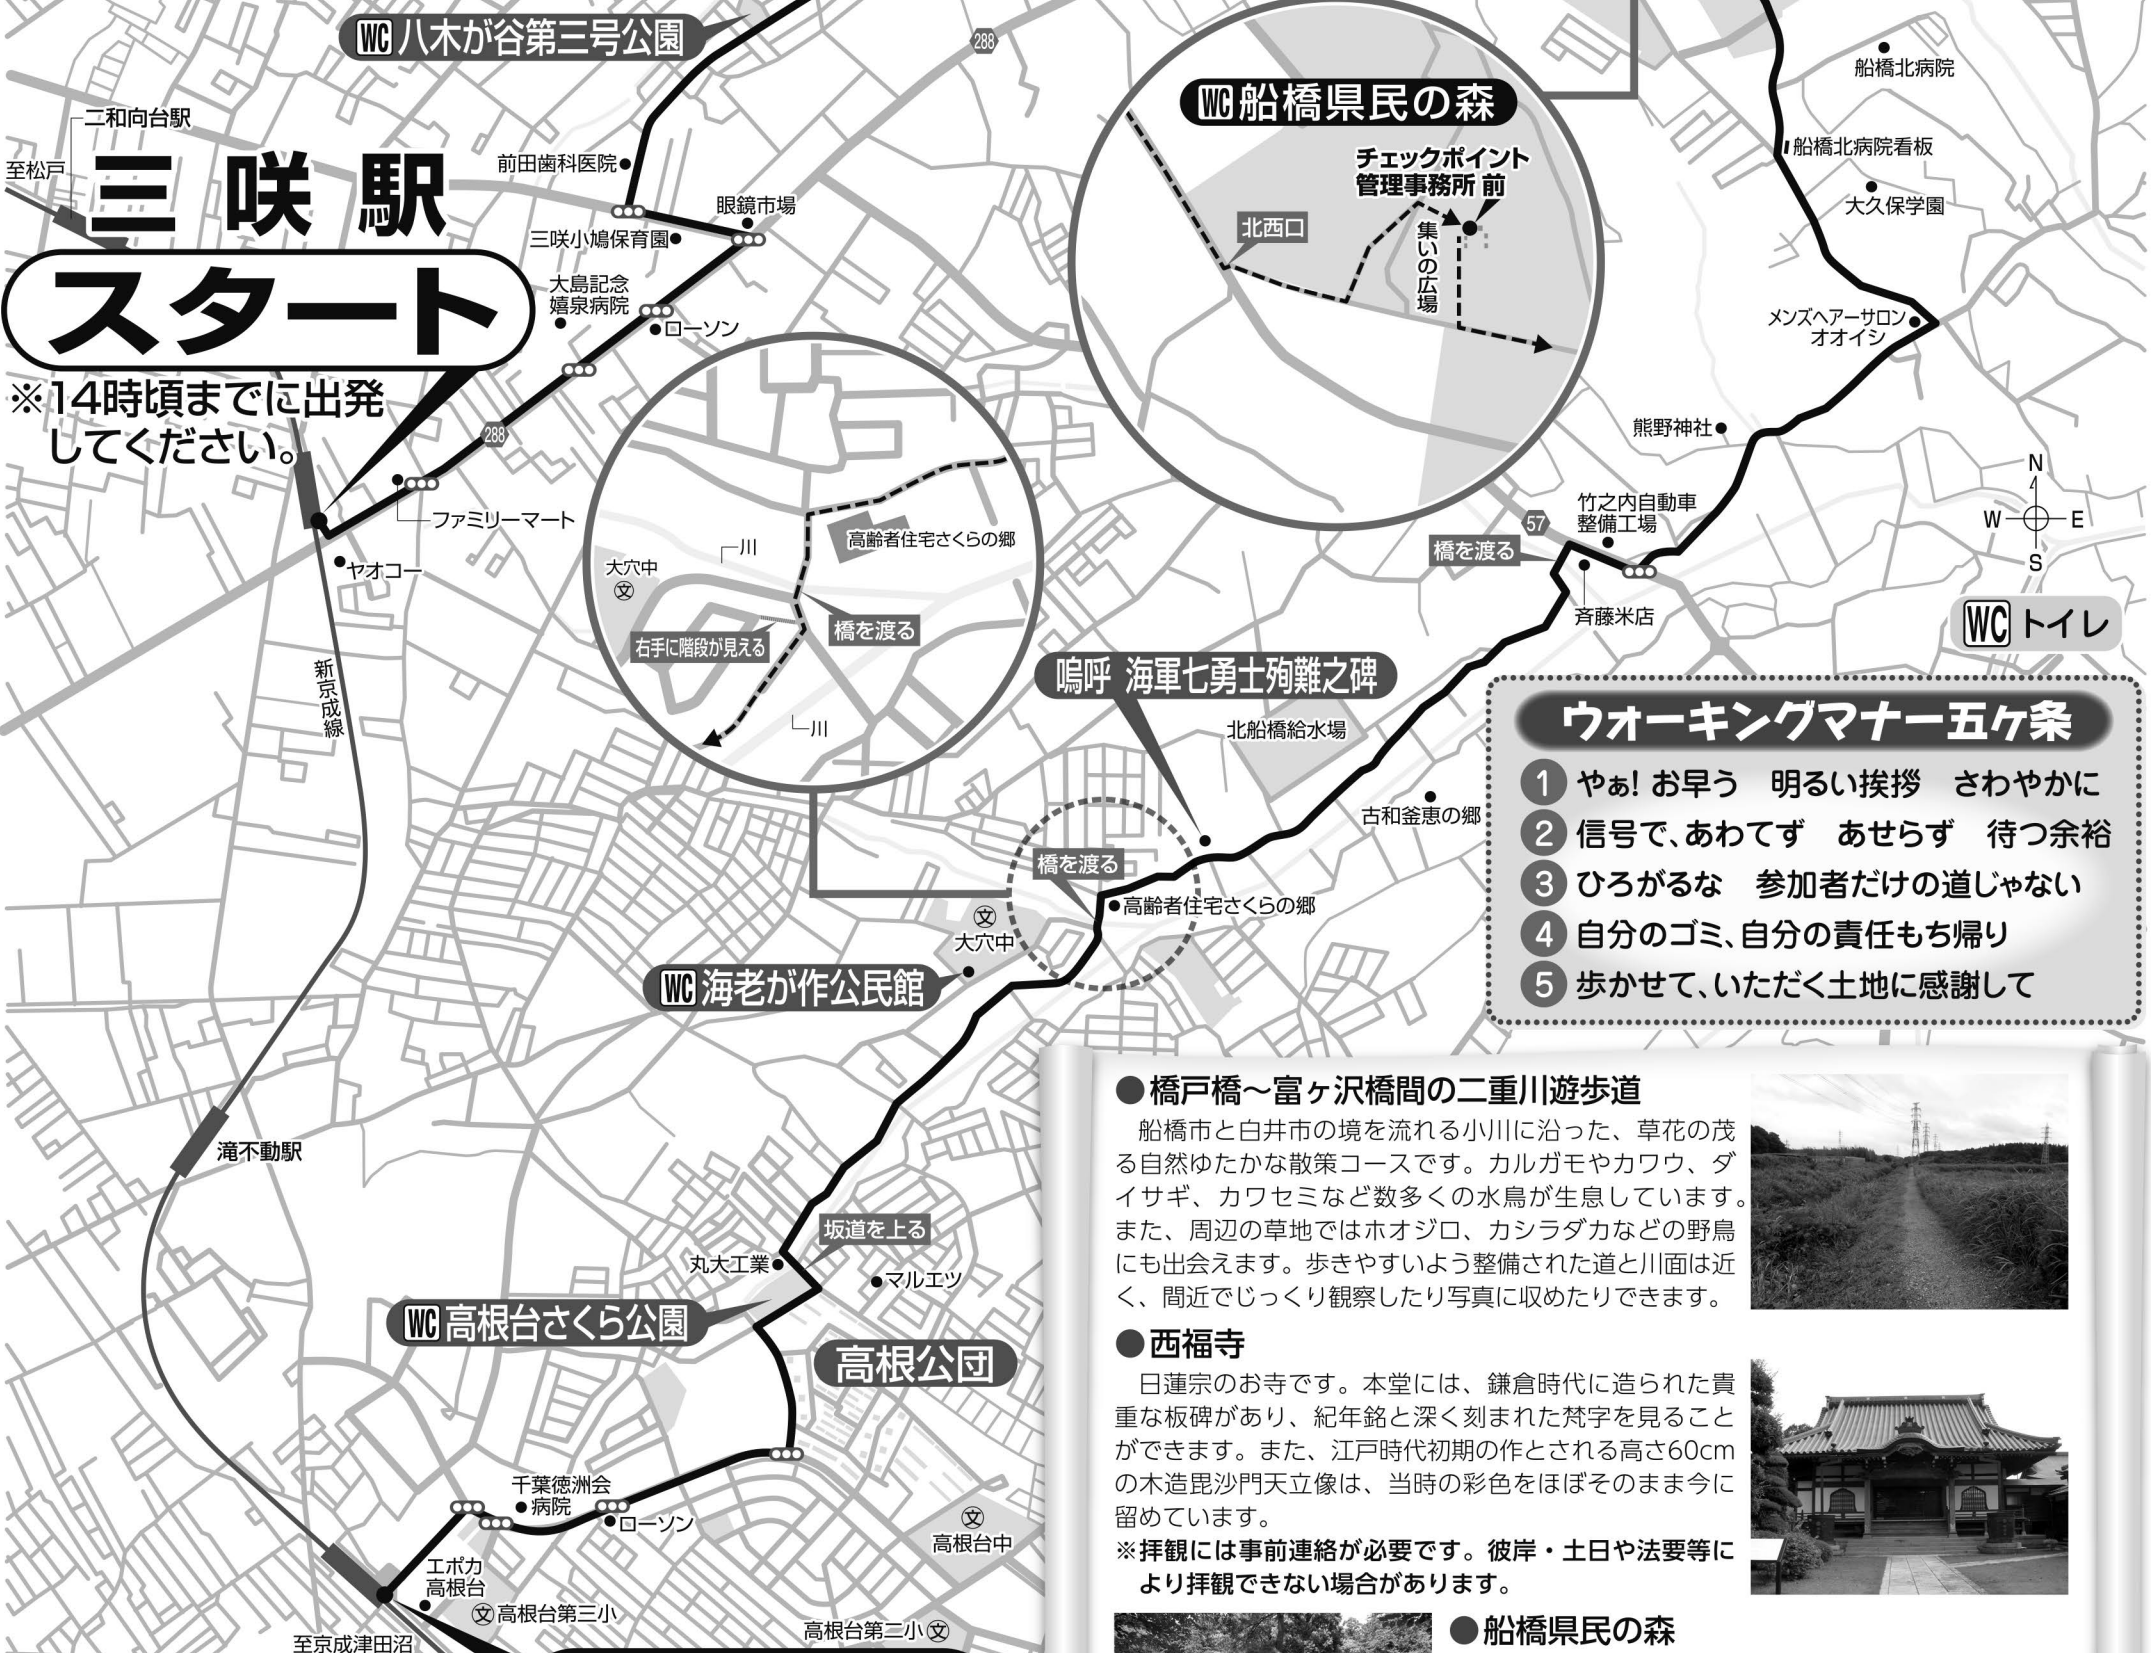 WC 八木が谷第三号公園
288
二和向台駅
至松戸
三咲駅
スタート
※14時頃までに出発
してください。
前田歯科医院
眼鏡市場
三咲小鳩保育園
大島記念
嬉泉病院
ローソン
288
ファミリーマート
ヤオコー
新京成線
WC 船橋県民の森
チェックポイント
管理事務所 前
北西口
集いの広場
船橋北病院
船橋北病院看板
大久保学園
メンズヘアーサロン
オオイシ
熊野神社
竹之内自動車
整備工場
57
橋を渡る
斉藤米店
N
W E
S
WC トイレ
高齢者住宅さくらの郷
川
大穴中
文
橋を渡る
右手に階段が見える
川
嗚呼 海軍七勇士殉難之碑
北船橋給水場
古和釜恵の郷
橋を渡る
高齢者住宅さくらの郷
文
大穴中
WC 海老が作公民館
ウォーキングマナー五ケ条
1 やぁ! お早う 明るい挨拶 さわやかに
2 信号で、あわてず あせらず 待つ余裕
3 ひろがるな 参加者だけの道じゃない
4 自分のゴミ、自分の責任もち帰り
5 歩かせて、いただく土地に感謝して
滝不動駅
坂道を上る
丸大工業
マルエツ
WC 高根台さくら公園
高根公団
千葉徳洲会
病院
ローソン
文
高根台中
エポカ
高根台
文 高根台第三小
高根台第二小 文
至京成津田沼
●橋戸橋〜富ヶ沢橋間の二重川遊歩道
船橋市と白井市の境を流れる小川に沿った、草花の茂
る自然ゆたかな散策コースです。カルガモやカワウ、ダ
イサギ、カワセミなど数多くの水鳥が生息しています。
また、周辺の草地ではホオジロ、カシラダカなどの野鳥
にも出会えます。歩きやすいよう整備された道と川面は近
く、間近でじっくり観察したり写真に収めたりできます。
●西福寺
日蓮宗のお寺です。本堂には、鎌倉時代に造られた貴
重な板碑があり、紀年銘と深く刻まれた梵字を見ること
ができます。また、江戸時代初期の作とされる高さ60cm
の木造毘沙門天立像は、当時の彩色をほぼそのまま今に
留めています。
※拝観には事前連絡が必要です。彼岸・土日や法要等に
より拝観できない場合があります。
●船橋県民の森